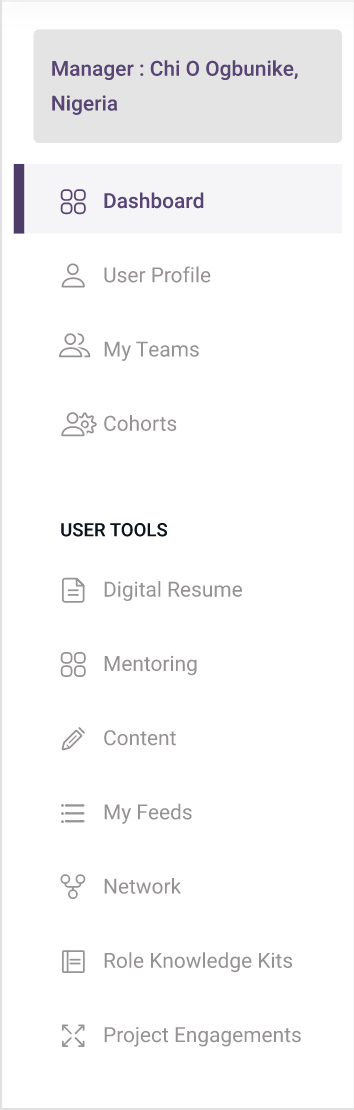 Manager : Chi O Ogbunike,
Nigeria
Dashboard
User Profile
My Teams
Cohorts
USER TOOLS
Digital Resume
Mentoring
Content
My Feeds
Network
Role Knowledge Kits
Project Engagements